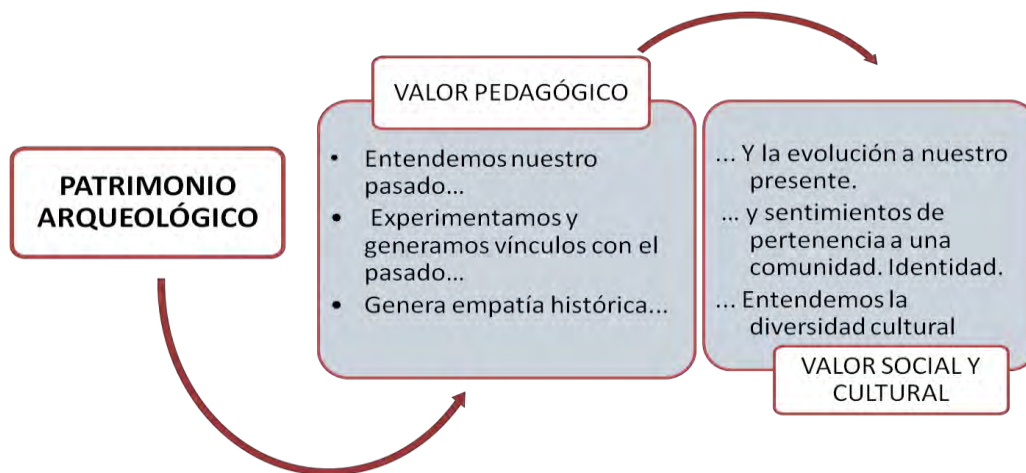 PATRIMONIO
ARQUEOLÓGICO
VALOR PEDAGÓGICO
• Entendemos nuestro
pasado...
• Experimentamos y
generamos vínculos con el
pasado...
• Genera empatía histórica...
... Y la evolución a nuestro
presente.
... y sentimientos de
pertenencia a una
comunidad. Identidad.
... Entendemos la
diversidad cultural
VALOR SOCIAL Y
CULTURAL